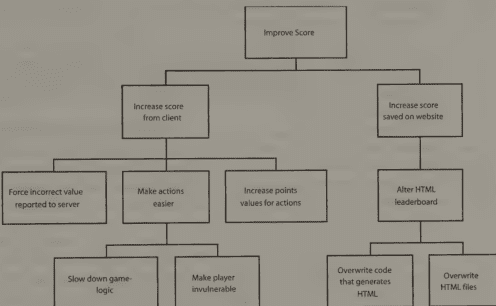 Improve Score
Increase score
from client
Increase score
saved on website
Force incorrect value
reported to server
Make actions
easier
Increase points
values for actions
Alter HTML
leaderboard
Slow down game-
logic
Make player
invulnerable
Overwrite code
that generates
HTML
Overwrite
HTML files